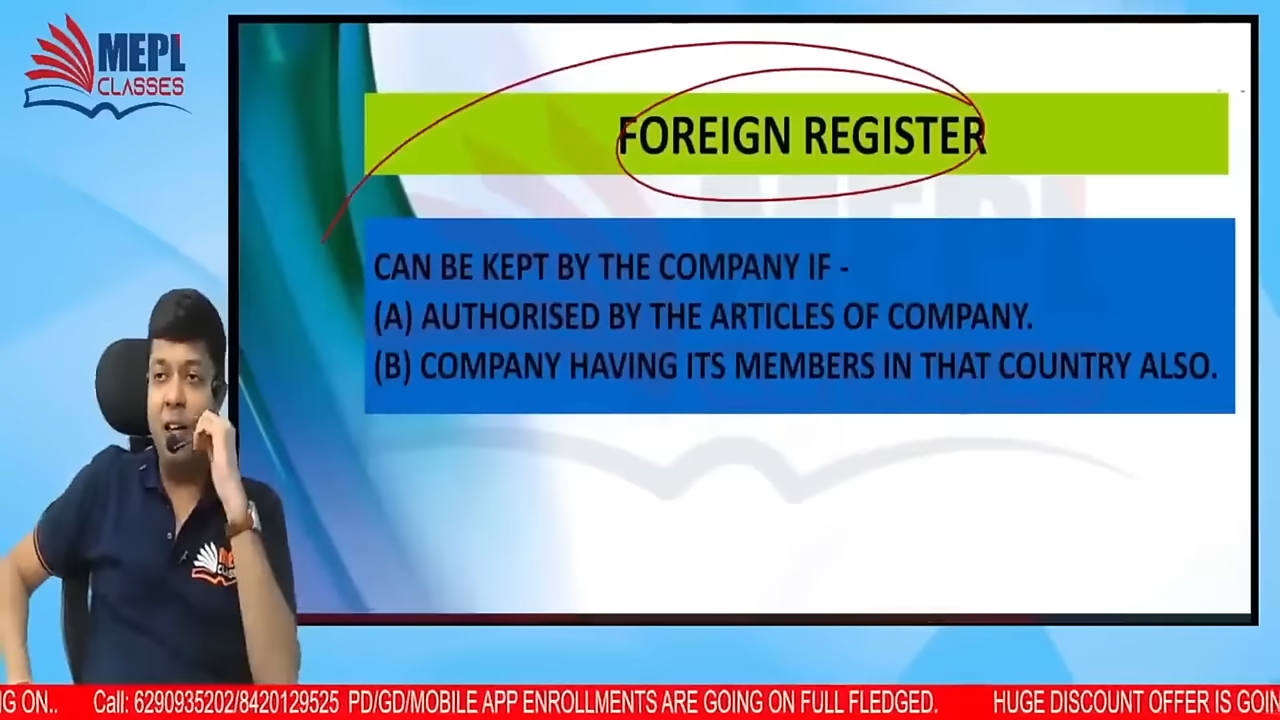 MEPL
CLASSES
FOREIGN REGISTER
CAN BE KEPT BY THE COMPANY IF -
(A) AUTHORISED BY THE ARTICLES OF COMPANY.
(B) COMPANY HAVING ITS MEMBERS IN THAT COUNTRY ALSO.
G ON.. Call: 6290935202/8420129525 PD/GD/MOBILE APP ENROLLMENTS ARE GOING ON FULL FLEDGED. HUGE DISCOUNT OFFER IS GOIN